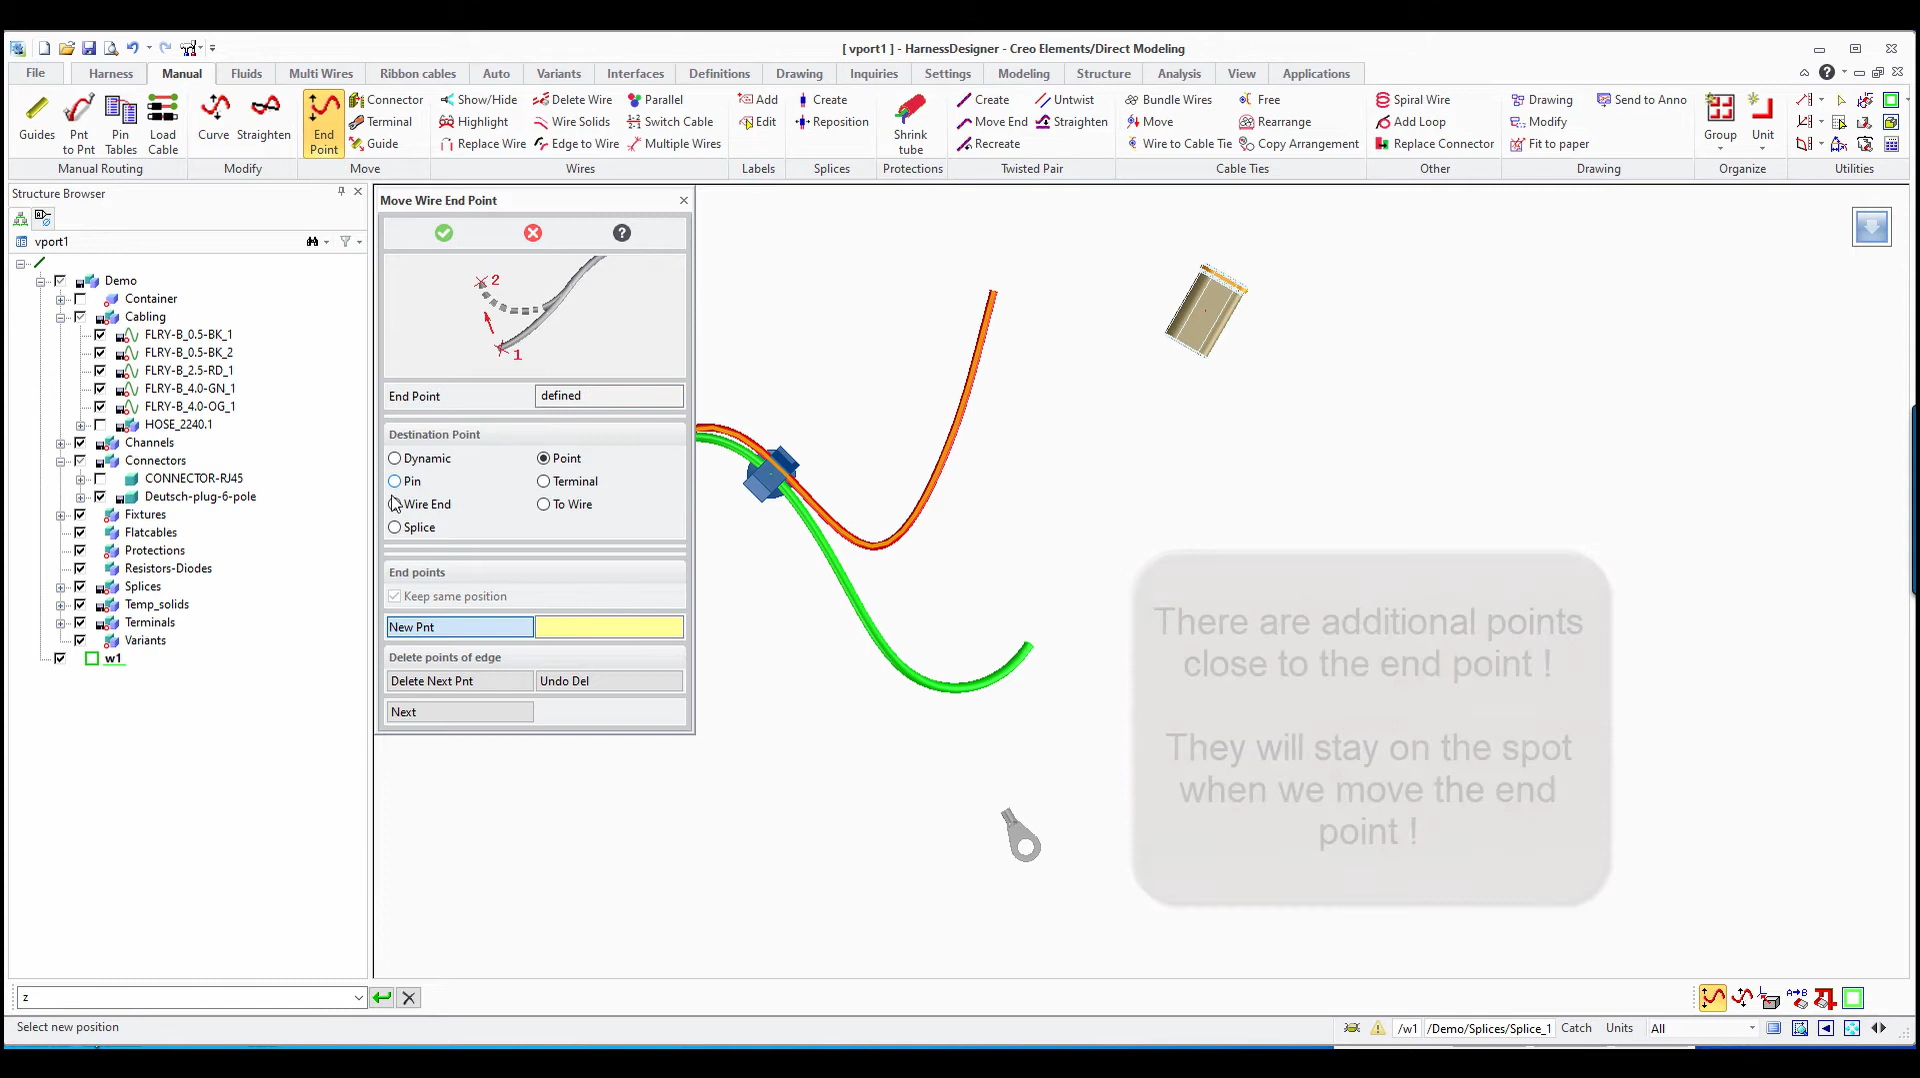 [ vport1 ] - HarnessDesigner - Creo Elements/Direct Modeling
File Harness Manual Fluids Multi Wires Ribbon cables Auto Variants Interfaces Definitions Drawing Inquiries Settings Modeling Structure Analysis View Applications
Guides
Pnt to Pnt
Pin Tables
Load Cable
Manual Routing
Curve
Straighten
Modify
End Point
Connector
Terminal
Guide
Move
Show/Hide
Highlight
Replace Wire
Delete Wire
Wire Solids
Edge to Wire
Parallel
Switch Cable
Multiple Wires
Wires
Add
Edit
Labels
Create
Reposition
Splices
Shrink tube
Protections
Create
Move End
Recreate
Untwist
Straighten
Twisted Pair
Bundle Wires
Move
Wire to Cable Tie
Free
Rearrange
Copy Arrangement
Cable Ties
Spiral Wire
Add Loop
Replace Connector
Other
Drawing
Modify
Fit to paper
Send to Anno
Drawing
Group
Unit
Organize
Utilities
Structure Browser
vport1
Demo
Container
Cabling
FLRY-B_0.5-BK_1
FLRY-B_0.5-BK_2
FLRY-B_2.5-RD_1
FLRY-B_4.0-GN_1
FLRY-B_4.0-OG_1
HOSE_2240.1
Channels
Connectors
CONNECTOR-RJ45
Deutsch-plug-6-pole
Fixtures
Flatcables
Protections
Resistors-Diodes
Splices
Temp_solids
Terminals
Variants
w1
Move Wire End Point
2
1
End Point defined
Destination Point
Dynamic Point
Pin Terminal
Wire End To Wire
Splice
End points
Keep same position
New Pnt
Delete points of edge
Delete Next Pnt Undo Del
Next
There are additional points
close to the end point !
They will stay on the spot
when we move the end
point !
z
A B
Select new position
/w1 /Demo/Splices/Splice_1 Catch Units All